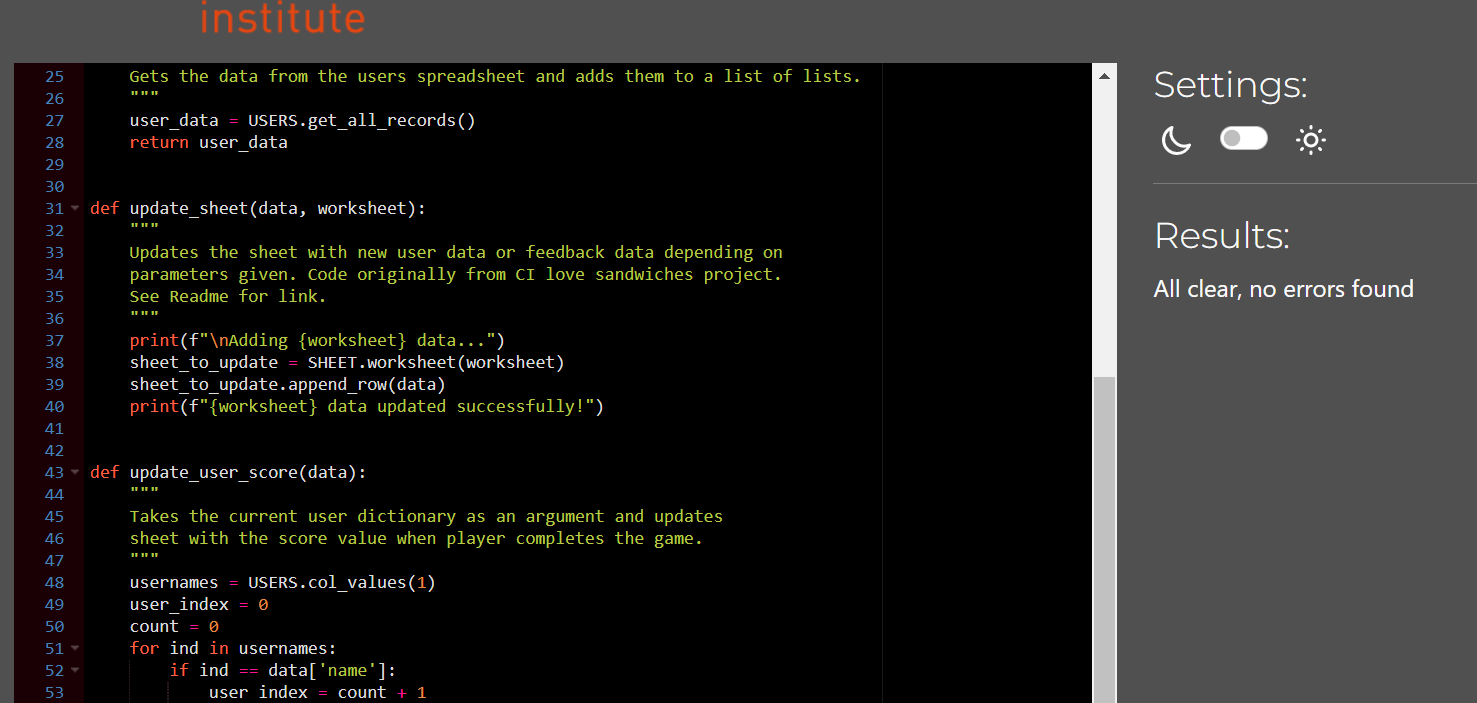 institute
25 Gets the data from the users spreadsheet and adds them to a list of lists.
26 """
27 user_data = USERS.get_all_records()
28 return user_data
29
30
31 def update_sheet(data, worksheet):
32 """
33 Updates the sheet with new user data or feedback data depending on
34 parameters given. Code originally from CI love sandwiches project.
35 See Readme for link.
36 """
37 print(f"\nAdding {worksheet} data...")
38 sheet_to_update = SHEET.worksheet(worksheet)
39 sheet_to_update.append_row(data)
40 print(f"{worksheet} data updated successfully!")
41
42
43 def update_user_score(data):
44 """
45 Takes the current user dictionary as an argument and updates
46 sheet with the score value when player completes the game.
47 """
48 usernames = USERS.col_values(1)
49 user_index = 0
50 count = 0
51 for ind in usernames:
52 if ind == data['name']:
53 user_index = count + 1
Settings:
Results:
All clear, no errors found